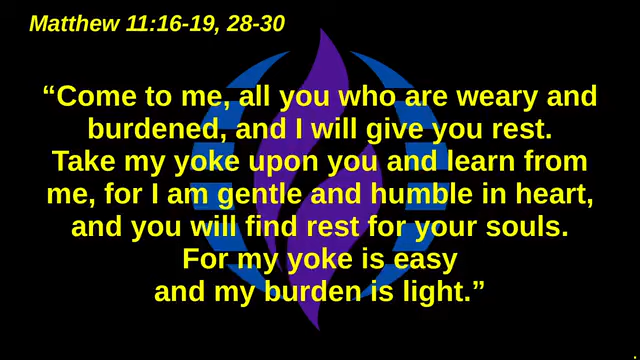 Matthew 11:16-19, 28-30
“Come to me, all you who are weary and
burdened, and I will give you rest.
Take my yoke upon you and learn from
me, for I am gentle and humble in heart,
and you will find rest for your souls.
For my yoke is easy
and my burden is light.”
.